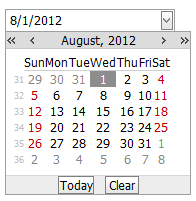 8/1/2012
« ‹ August, 2012 › »
Sun Mon Tue Wed Thu Fri Sat
31 29 30 31 1 2 3 4
32 5 6 7 8 9 10 11
33 12 13 14 15 16 17 18
34 19 20 21 22 23 24 25
35 26 27 28 29 30 31 1
36 2 3 4 5 6 7 8
Today Clear